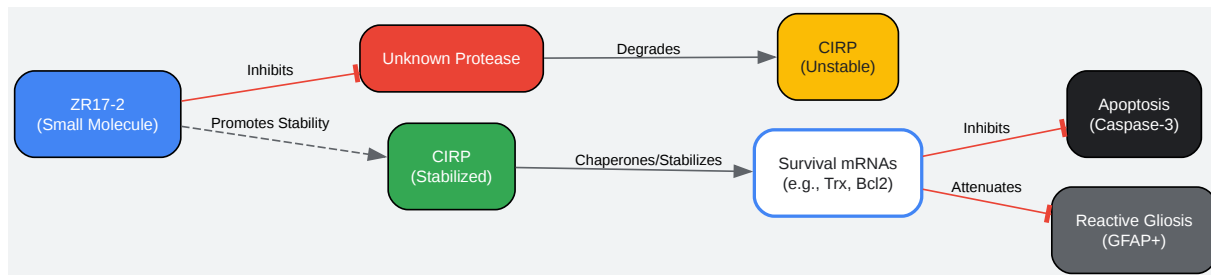 ZR17-2
(Small Molecule)
Inhibits
Promotes Stability
Unknown Protease
Degrades
CIRP
(Unstable)
CIRP
(Stabilized)
Chaperones/Stabilizes
Survival mRNAs
(e.g., Trx, Bcl2)
Inhibits
Attenuates
Apoptosis
(Caspase-3)
Reactive Gliosis
(GFAP+)